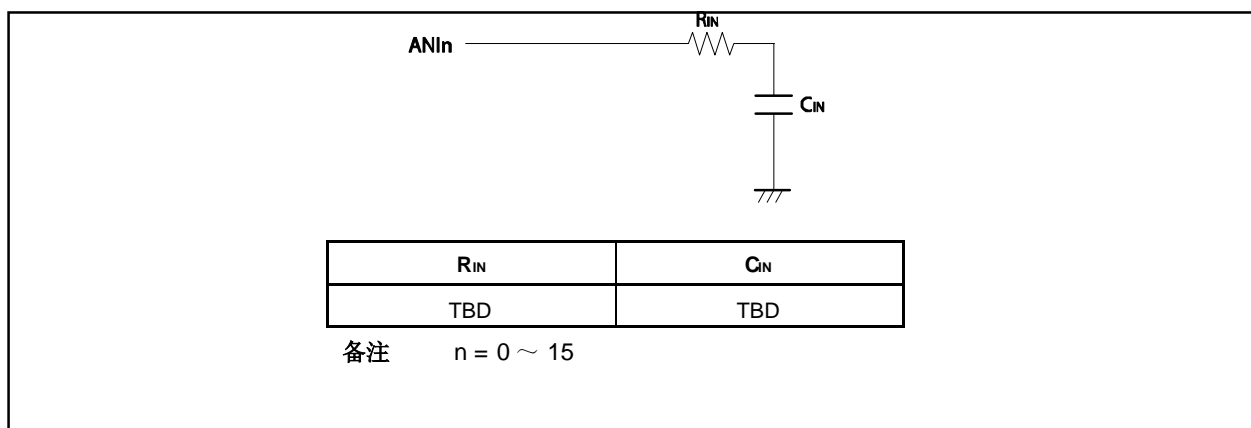 RIN
ANIn
CIN
RIN CIN
TBD TBD
备注 n = 0 ～ 15